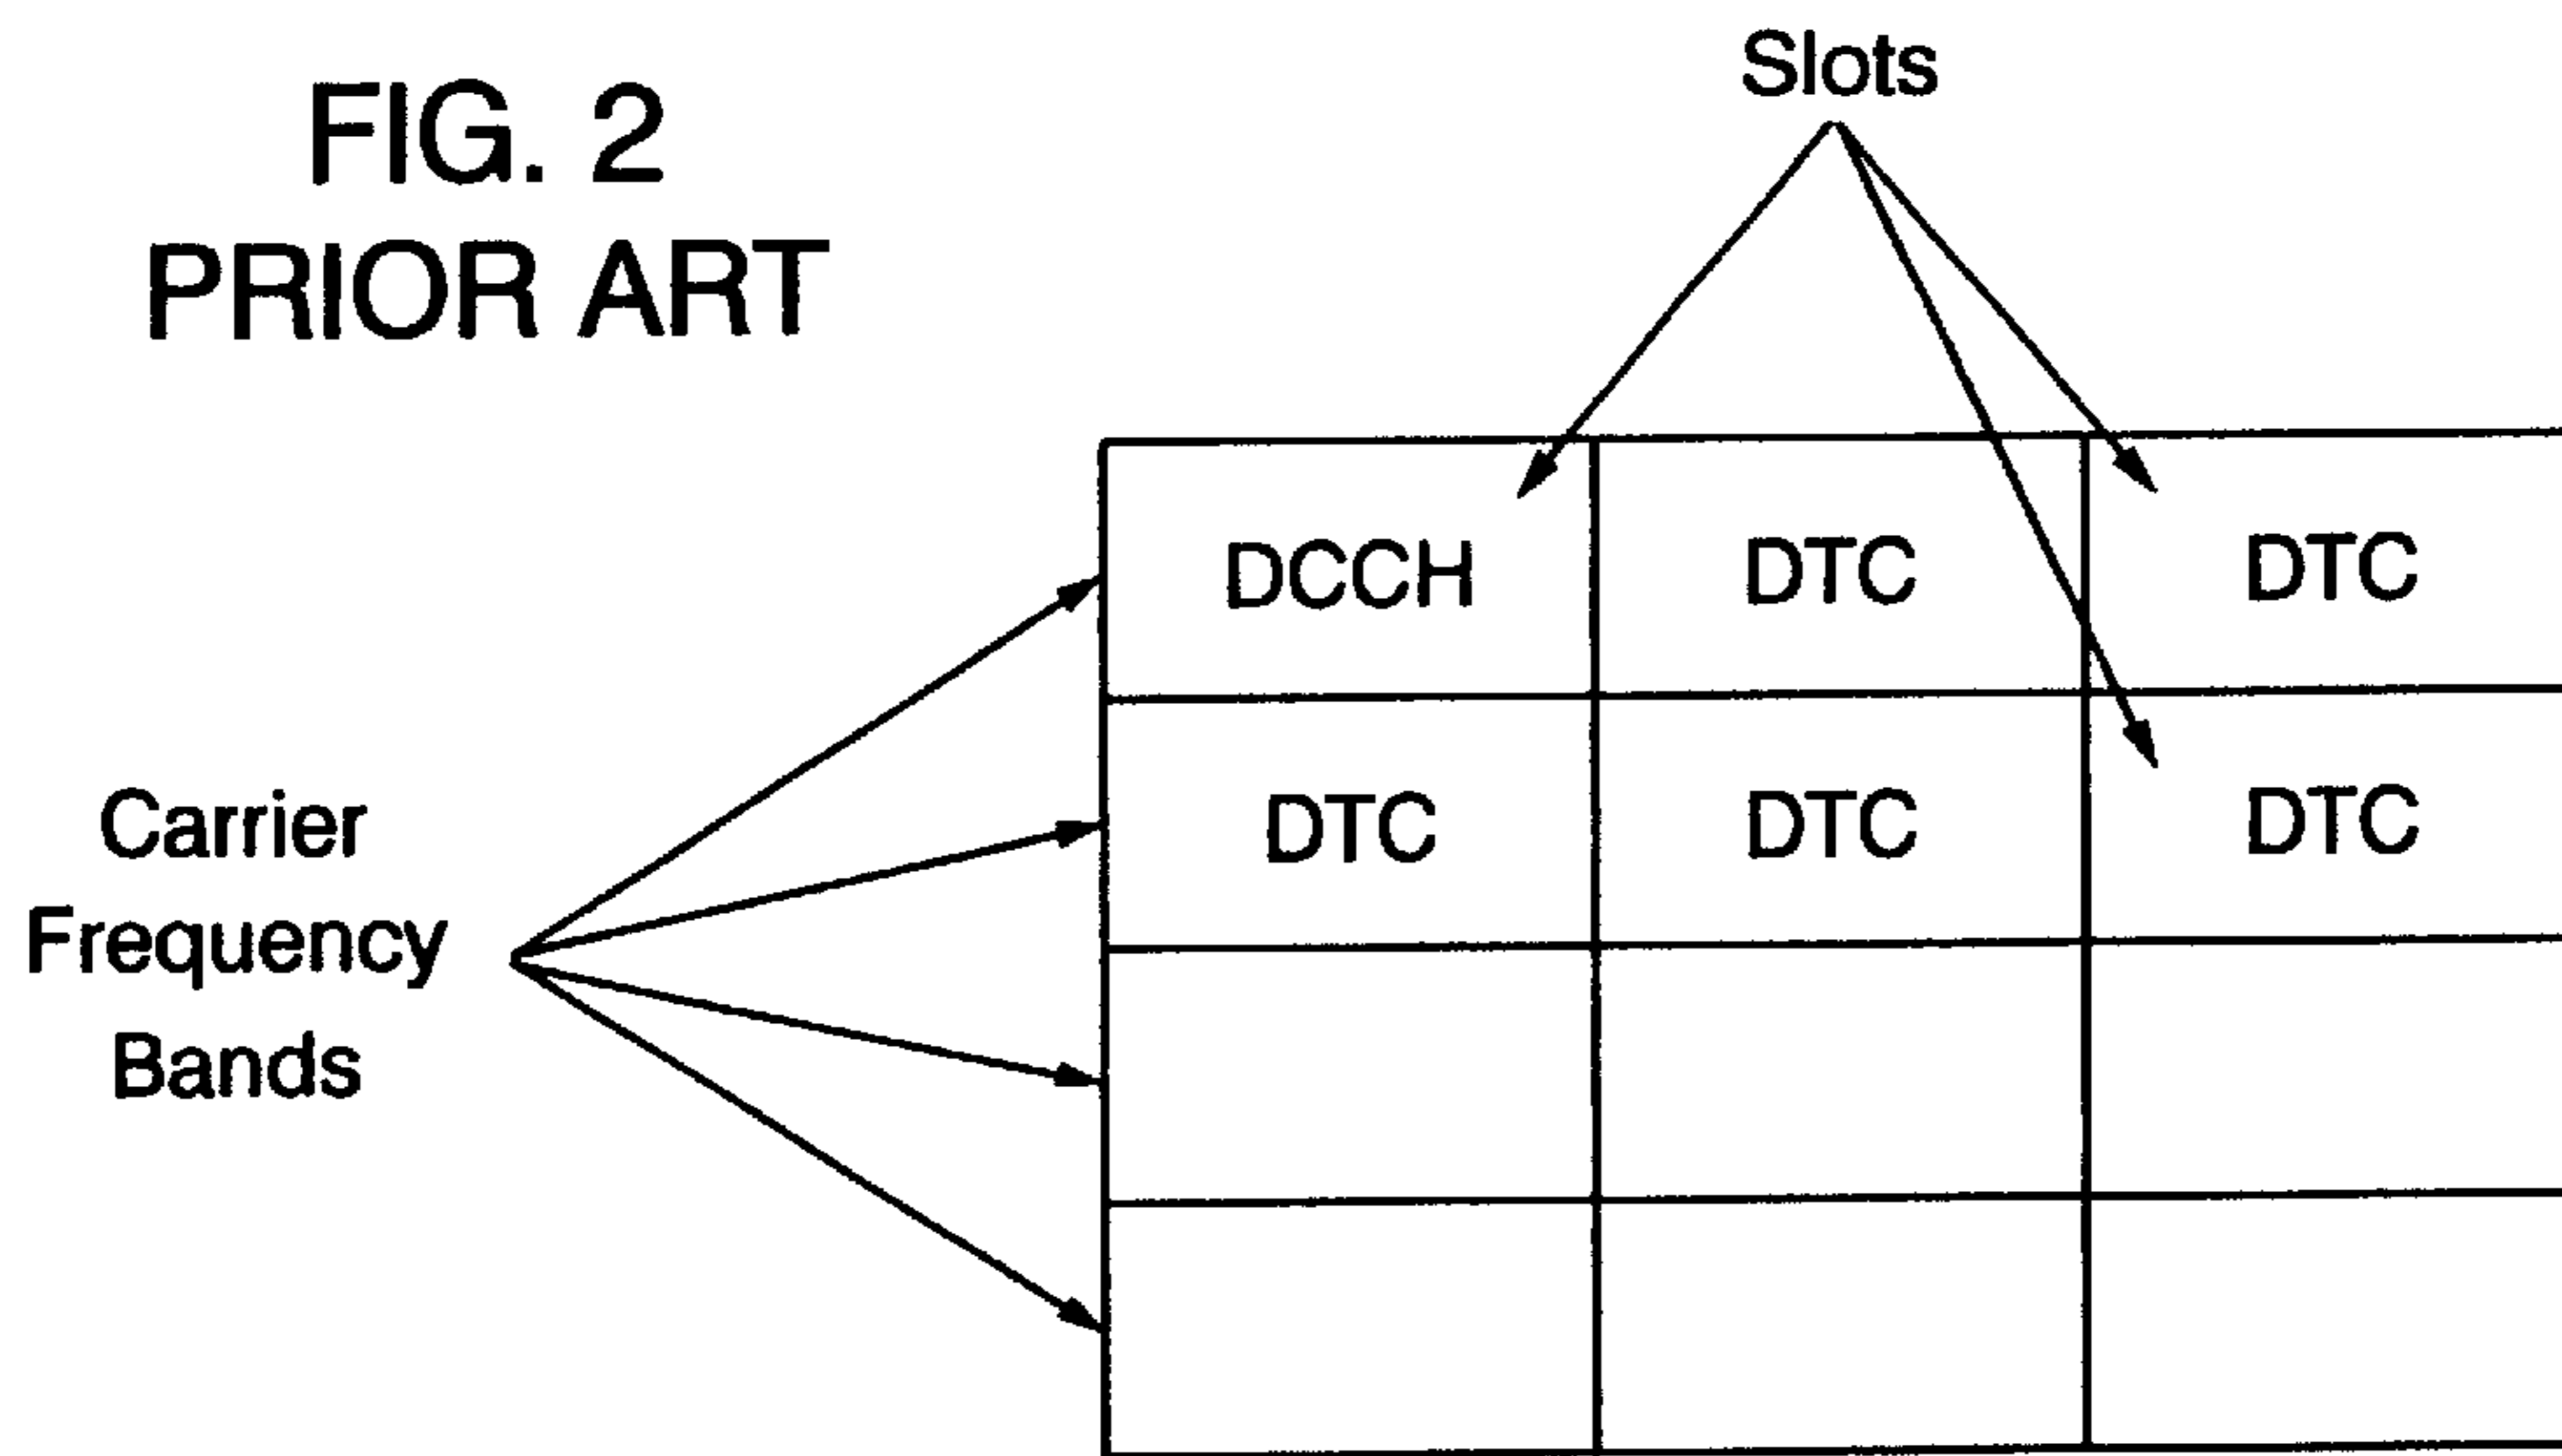 FIG. 2
PRIOR ART
Slots
DCCH DTC DTC
DTC DTC DTC
Carrier
Frequency
Bands